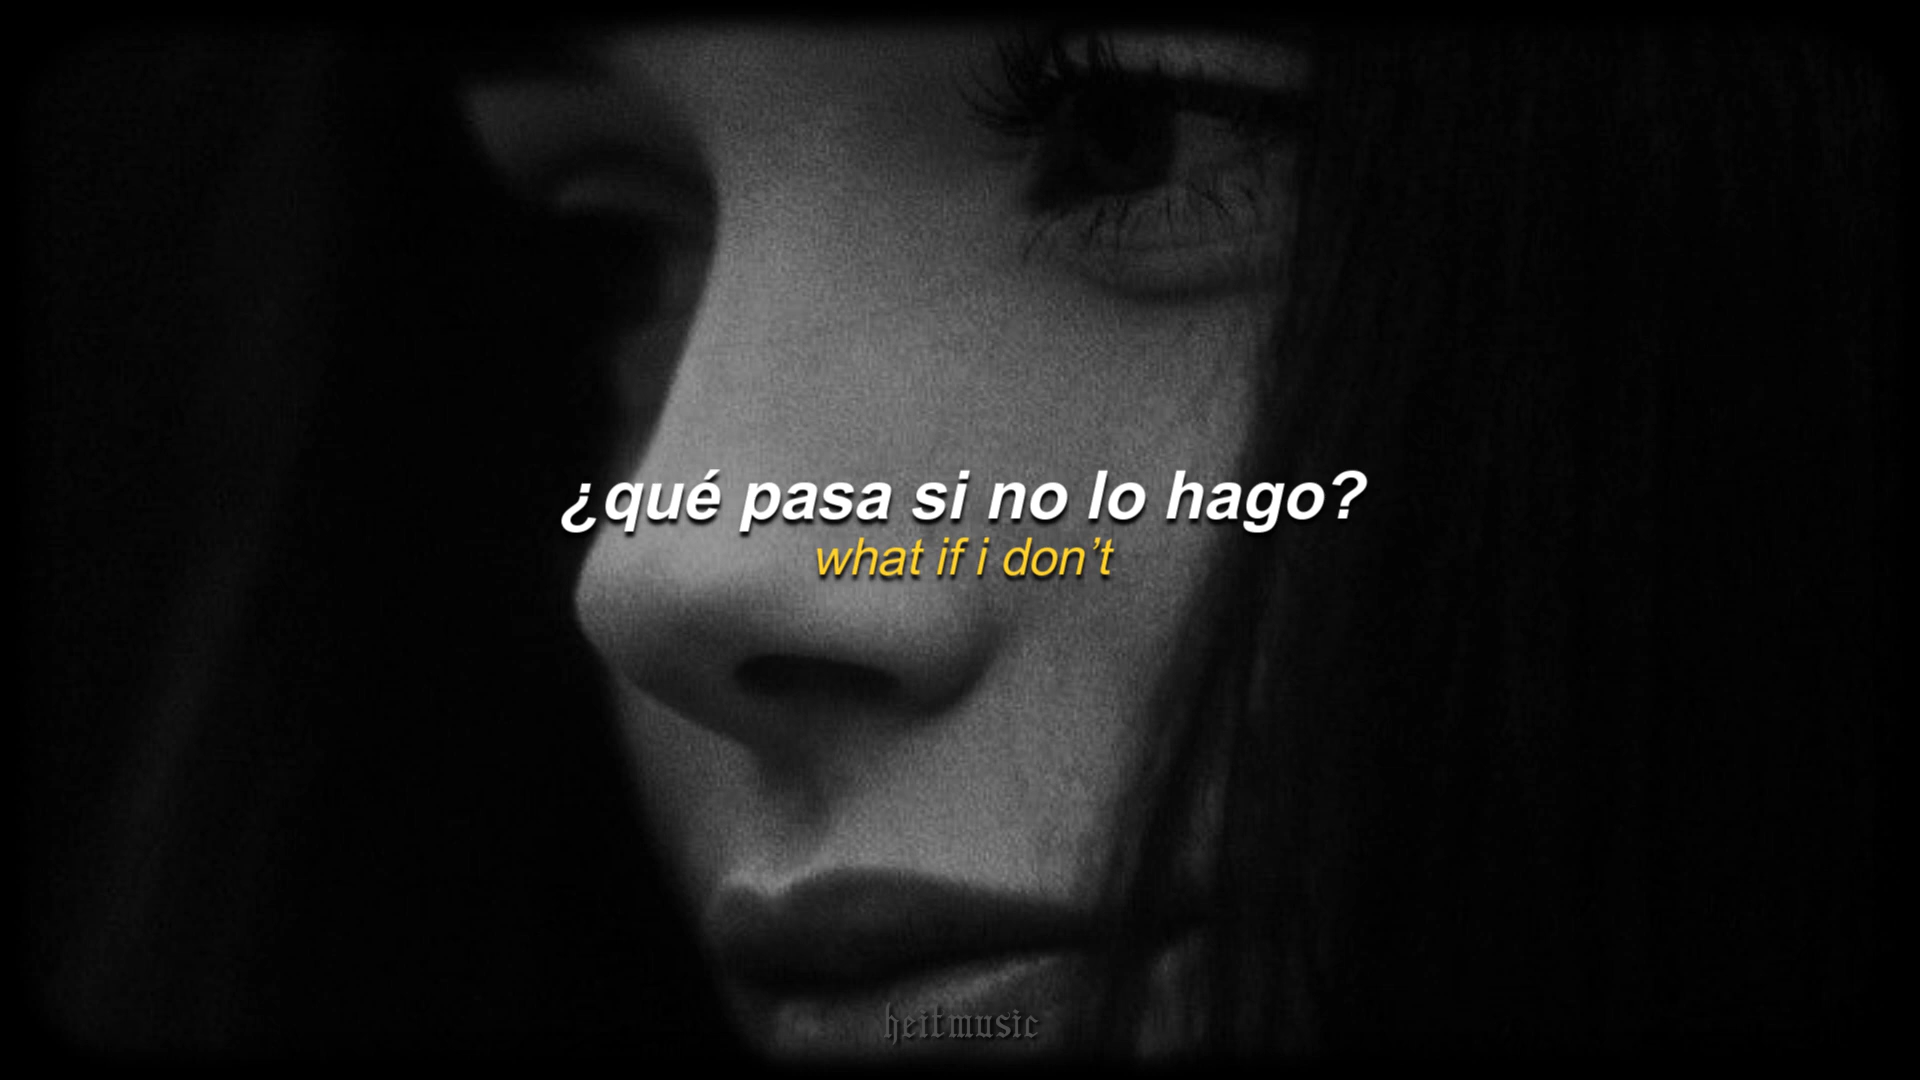 ¿qué pasa si no lo hago?
what if i don’t
heitmusic